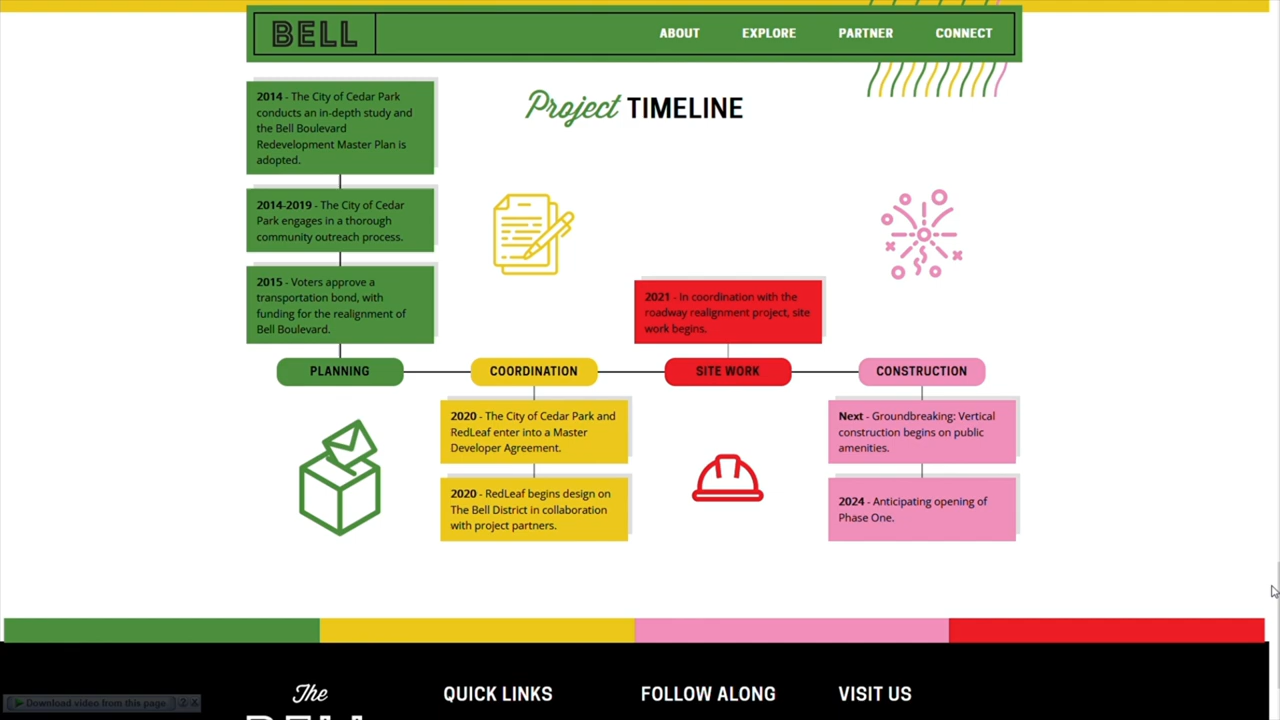 BELL
ABOUT
EXPLORE
PARTNER
CONNECT
Project TIMELINE
2014 - The City of Cedar Park
conducts an in-depth study and
the Bell Boulevard
Redevelopment Master Plan is
adopted.
2014-2019 - The City of Cedar
Park engages in a thorough
community outreach process.
2015 - Voters approve a
transportation bond, with
funding for the realignment of
Bell Boulevard.
2021 - In coordination with the
roadway realignment project, site
work begins.
PLANNING
COORDINATION
SITE WORK
CONSTRUCTION
2020 - The City of Cedar Park and
RedLeaf enter into a Master
Developer Agreement.
2020 - RedLeaf begins design on
The Bell District in collaboration
with project partners.
Next - Groundbreaking: Vertical
construction begins on public
amenities.
2024 - Anticipating opening of
Phase One.
The
BELL
QUICK LINKS
FOLLOW ALONG
VISIT US
Download video from this page
? X